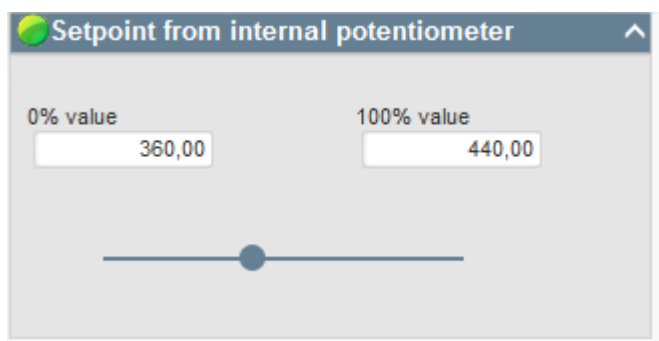 Setpoint from internal potentiometer
0% value 100% value
360,00 440,00